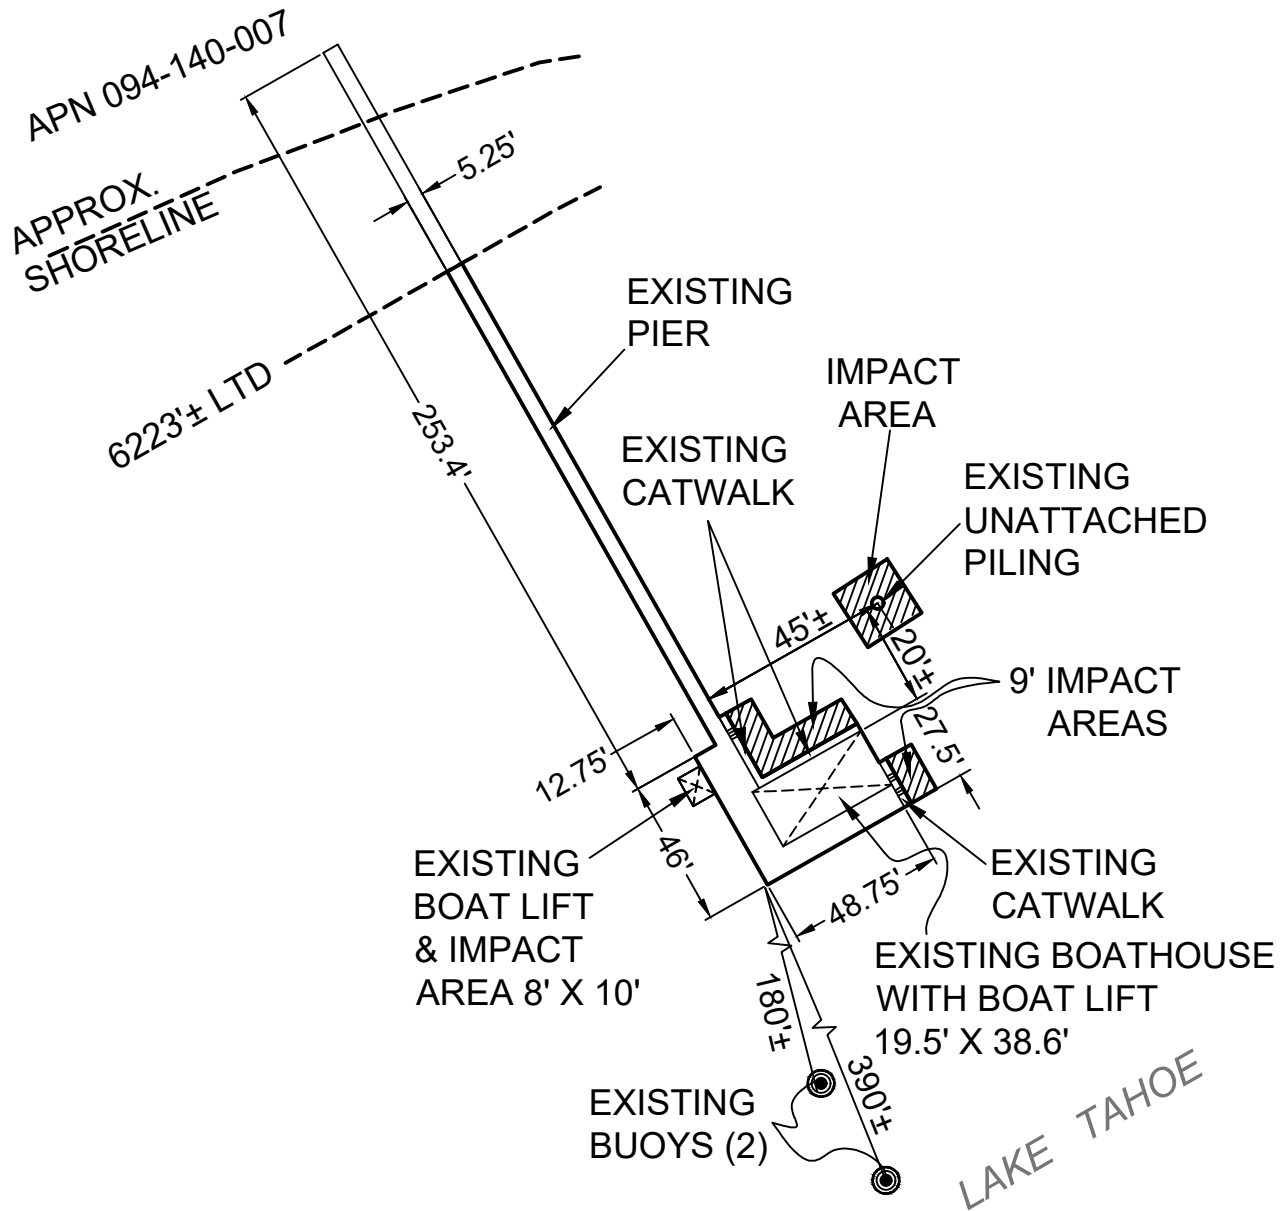 APN 094-140-007
APPROX.
SHORELINE
5.25'
6223'± LTD
EXISTING
PIER
253.4'
IMPACT
AREA
EXISTING
CATWALK
EXISTING
UNATTACHED
PILING
45'±
20'±
9' IMPACT
AREAS
27.5'
12.75'
46'
EXISTING
BOAT LIFT
& IMPACT
AREA 8' X 10'
48.75'
EXISTING
CATWALK
EXISTING BOATHOUSE
WITH BOAT LIFT
19.5' X 38.6'
180'±
390'±
EXISTING
BUOYS (2)
LAKE TAHOE